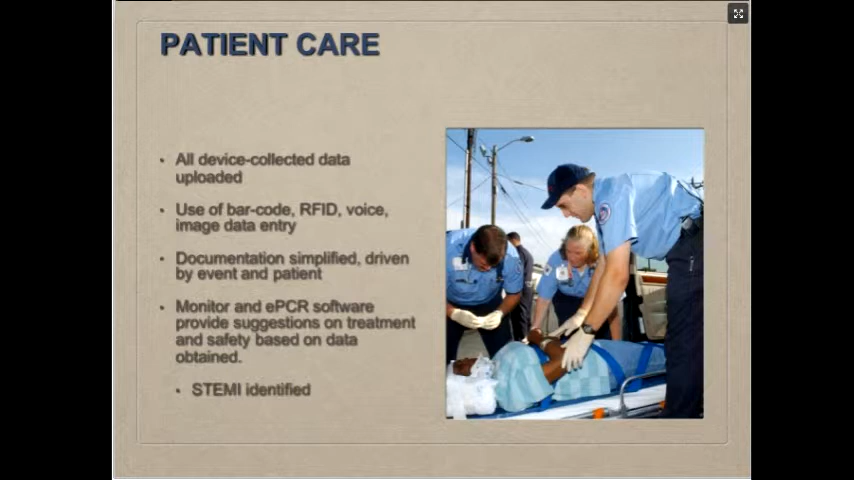 PATIENT CARE
• All device-collected data
uploaded
• Use of bar-code, RFID, voice,
image data entry
• Documentation simplified, driven
by event and patient
• Monitor and ePCR software
provide suggestions on treatment
and safety based on data
obtained.
• STEMI identified